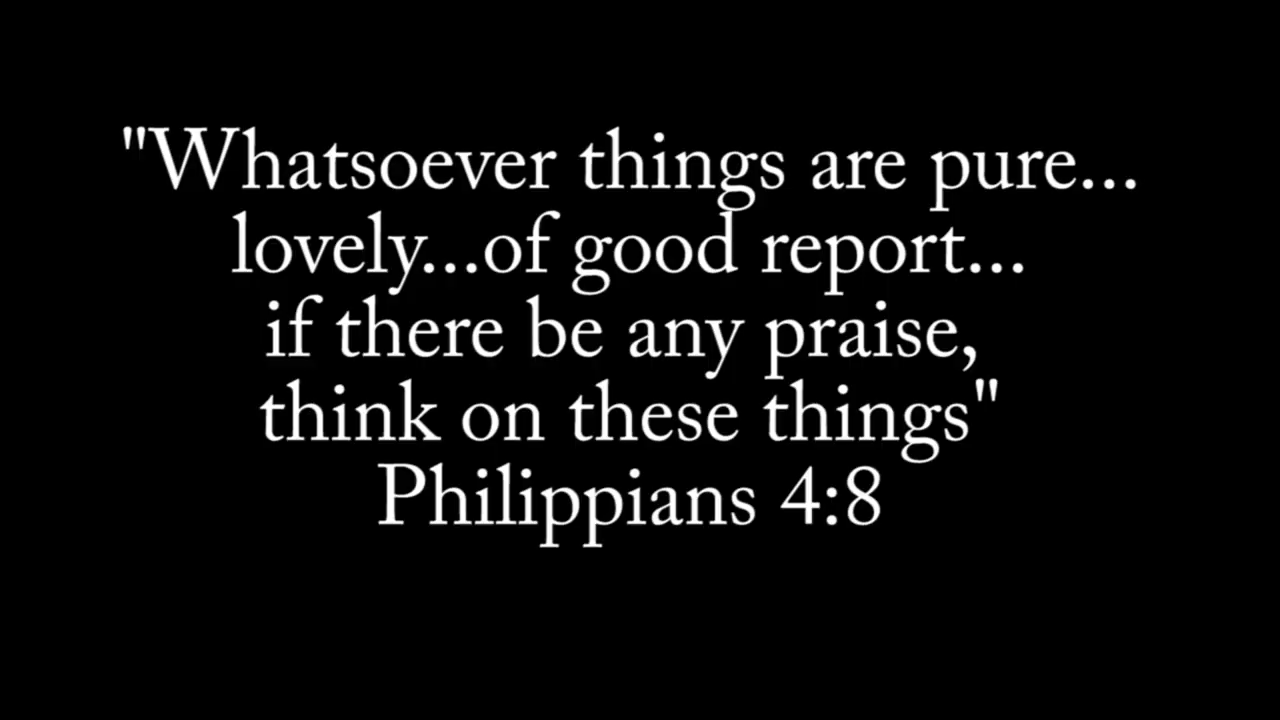 "Whatsoever things are pure...
lovely...of good report...
if there be any praise,
think on these things"
Philippians 4:8